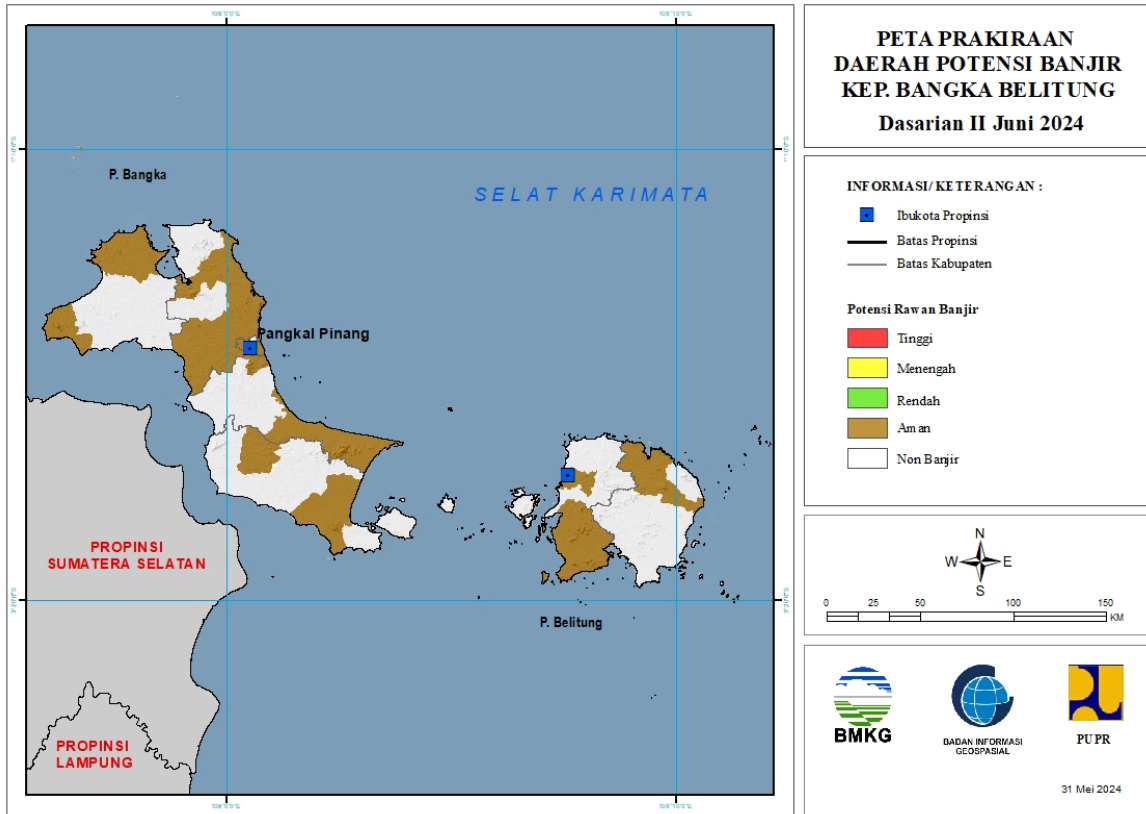 PETA PRAKIRAAN
DAERAH POTENSI BANJIR
KEP. BANGKA BELITUNG
Dasarian II Juni 2024
INFORMASI/ KETERANGAN :
Ibukota Propinsi
Batas Propinsi
Batas Kabupaten
Potensi Rawan Banjir
Tinggi
Menengah
Rendah
Aman
Non Banjir
P. Bangka
SELAT KARIMATA
Pangkal Pinang
PROPINSI
SUMATERA SELATAN
P. Belitung
PROPINSI
LAMPUNG
N
W E
S
0 25 50 100 150
KM
BMKG
BADAN INFORMASI
GEOSPASIAL
PUPR
31 Mei 2024